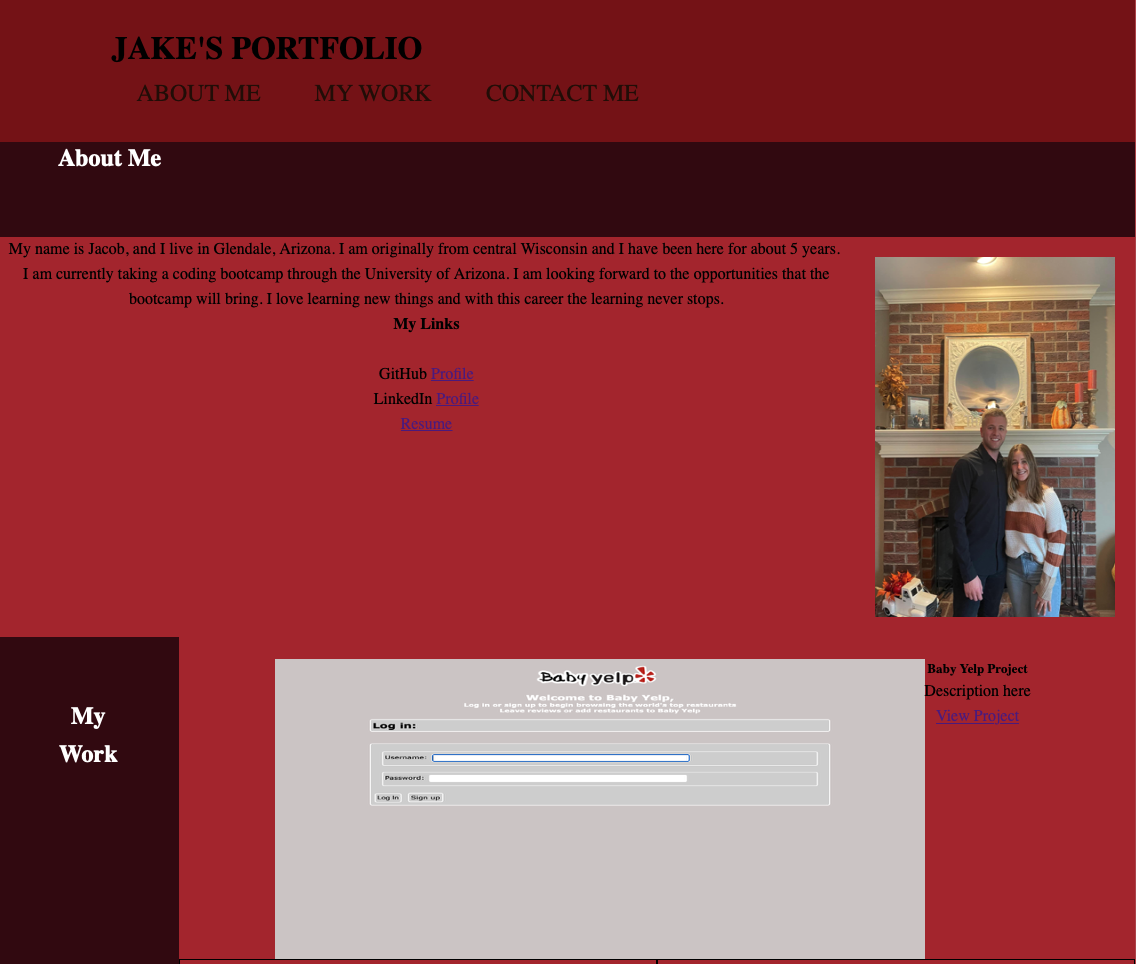 JAKE'S PORTFOLIO
ABOUT ME MY WORK CONTACT ME
About Me
My name is Jacob, and I live in Glendale, Arizona. I am originally from central Wisconsin and I have been here for about 5 years.
I am currently taking a coding bootcamp through the University of Arizona. I am looking forward to the opportunities that the
bootcamp will bring. I love learning new things and with this career the learning never stops.
My Links
GitHub Profile
LinkedIn Profile
Resume
My
Work
Baby yelp
Welcome to Baby Yelp,
Log in or sign up to begin browsing the world's top restaurants
Leave reviews or add restaurants to Baby Yelp
Log in:
Username:
Password:
Log In Sign up
Baby Yelp Project
Description here
View Project